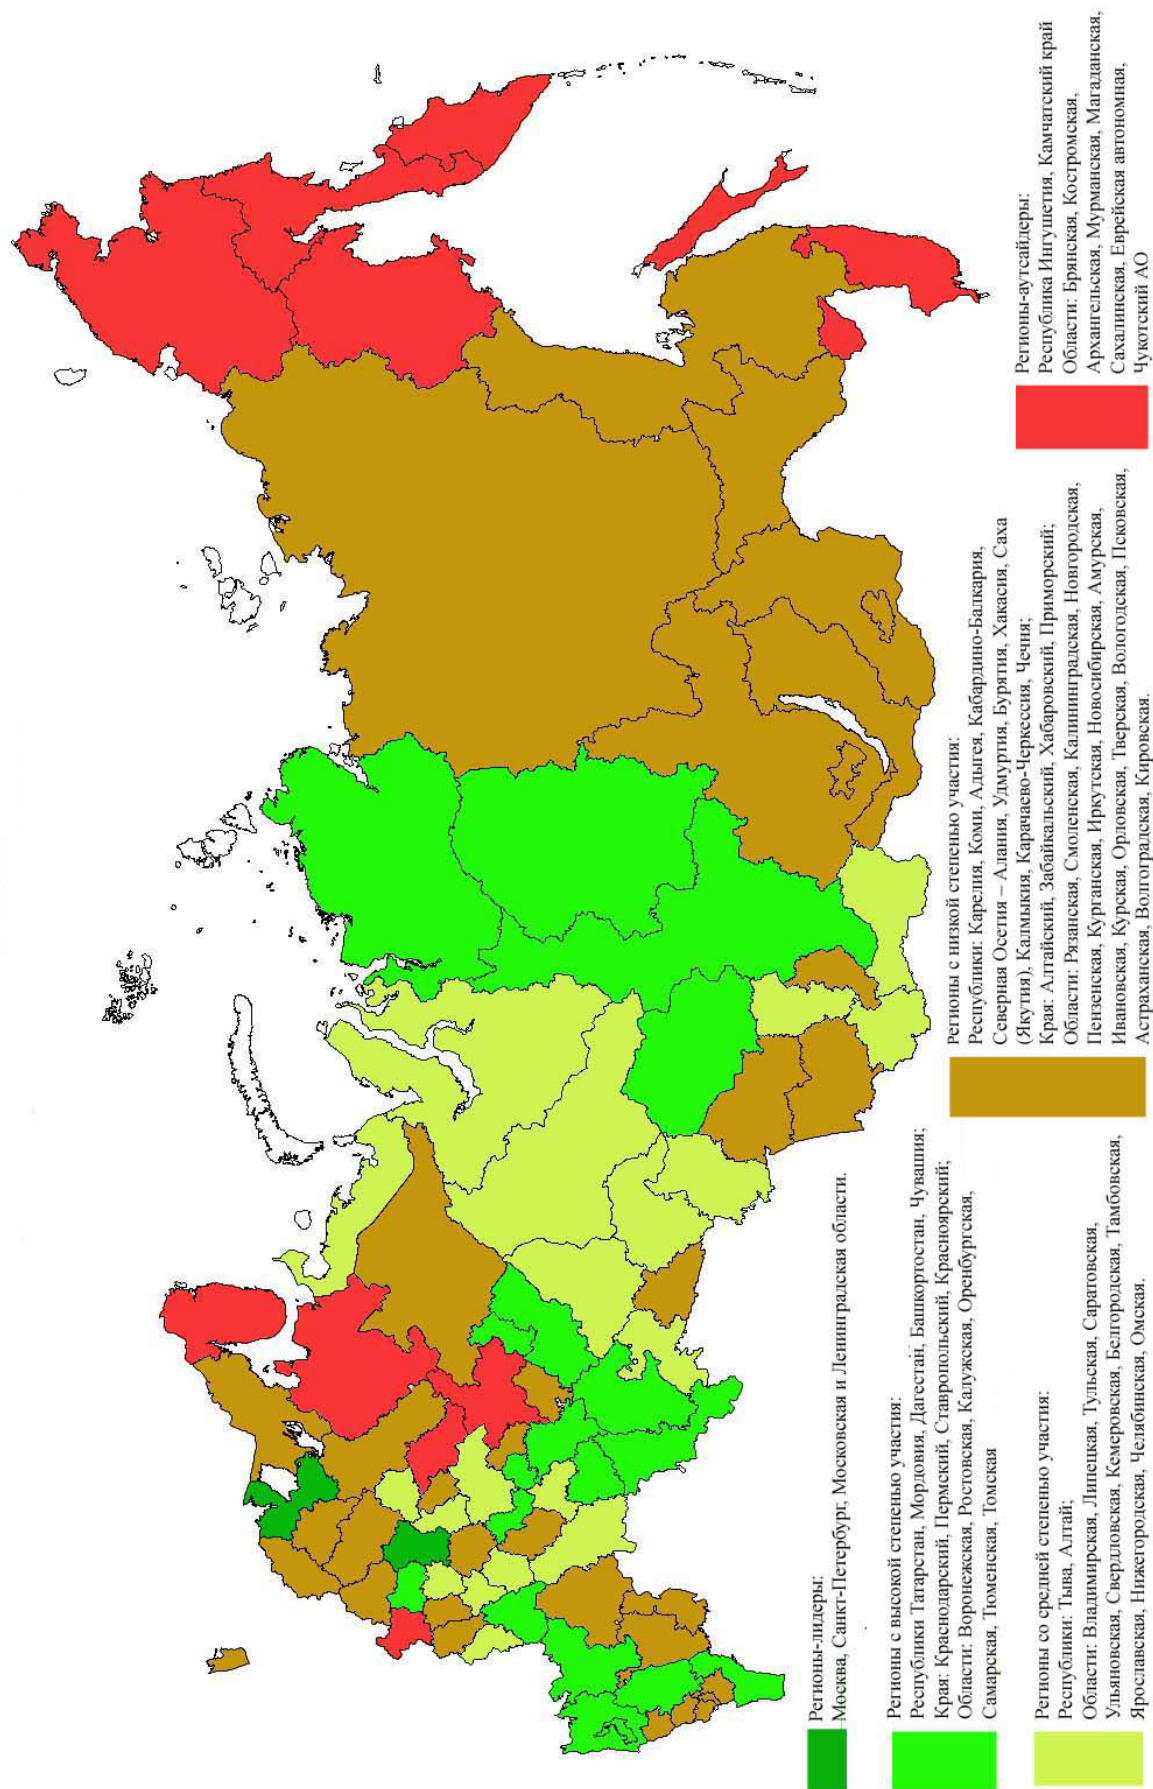 Регионы-лидеры:
Москва, Санкт-Петербург, Московская и Ленинградская области.
Регионы с высокой степенью участия:
Республики Татарстан, Мордовия, Дагестан, Башкортостан, Чувашия;
Края: Краснодарский, Пермский, Ставропольский, Красноярский;
Области: Воронежская, Ростовская, Калужская, Оренбургская,
Самарская, Тюменская, Томская
Регионы со средней степенью участия:
Республики: Тыва, Алтай;
Области: Владимирская, Липецкая, Тульская, Саратовская,
Ульяновская, Свердловская, Кемеровская, Белгородская, Тамбовская,
Ярославская, Нижегородская, Челябинская, Омская.
Регионы с низкой степенью участия:
Республики: Карелия, Коми, Адыгея, Кабардино-Балкария,
Северная Осетия – Алания, Удмуртия, Бурятия, Хакасия, Саха
(Якутия), Калмыкия, Карачаево-Черкессия, Чечня;
Края: Алтайский, Забайкальский, Хабаровский, Приморский;
Области: Рязанская, Смоленская, Калининградская, Новгородская,
Пензенская, Курганская, Иркутская, Новосибирская, Амурская,
Ивановская, Курская, Орловская, Тверская, Вологодская, Псковская,
Астраханская, Волгоградская, Кировская.
Регионы-аутсайдеры:
Республика Ингушетия, Камчатский край
Области: Брянская, Костромская,
Архангельская, Мурманская, Магаданская,
Сахалинская, Еврейская автономная,
Чукотский АО